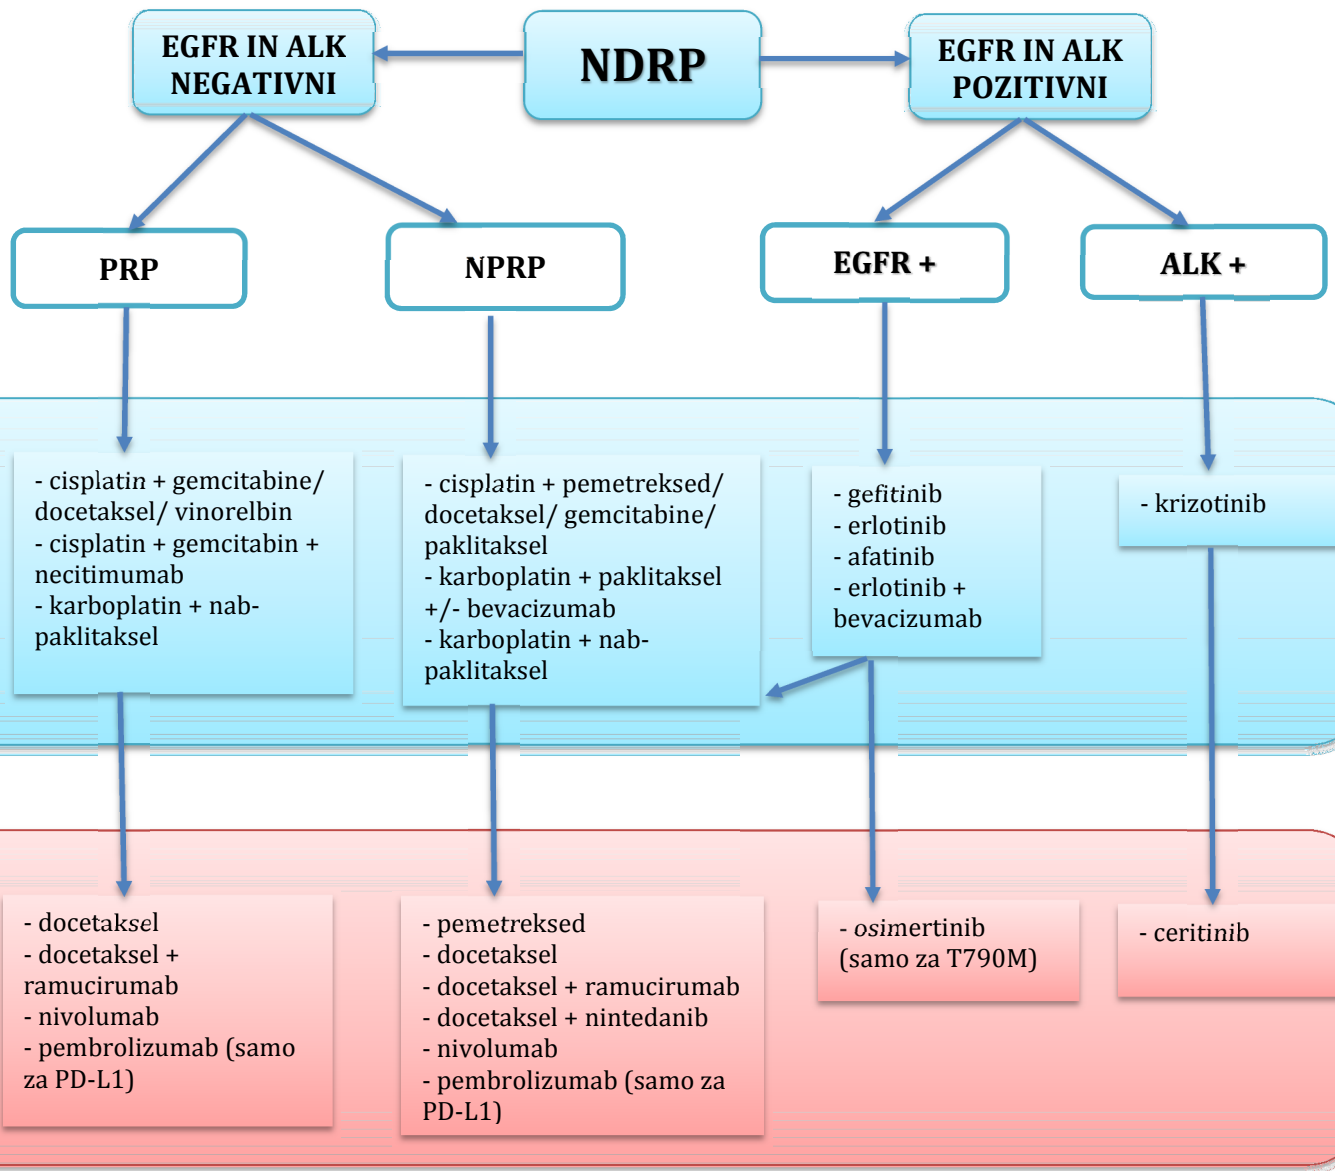 EGFR IN ALK
NEGATIVNI
NDRP
EGFR IN ALK
POZITIVNI
PRP
NPRP
EGFR +
ALK +
- cisplatin + gemcitabine/
docetaksel/ vinorelbin
- cisplatin + gemcitabin +
necitimumab
- karboplatin + nab-
paklitaksel
- cisplatin + pemetreksed/
docetaksel/ gemcitabine/
paklitaksel
- karboplatin + paklitaksel
+/- bevacizumab
- karboplatin + nab-
paklitaksel
- gefitinib
- erlotinib
- afatinib
- erlotinib +
bevacizumab
- krizotinib
- docetaksel
- docetaksel +
ramucirumab
- nivolumab
- pembrolizumab (samo
za PD-L1)
- pemetreksed
- docetaksel
- docetaksel + ramucirumab
- docetaksel + nintedanib
- nivolumab
- pembrolizumab (samo za
PD-L1)
- osimertinib
(samo za T790M)
- ceritinib